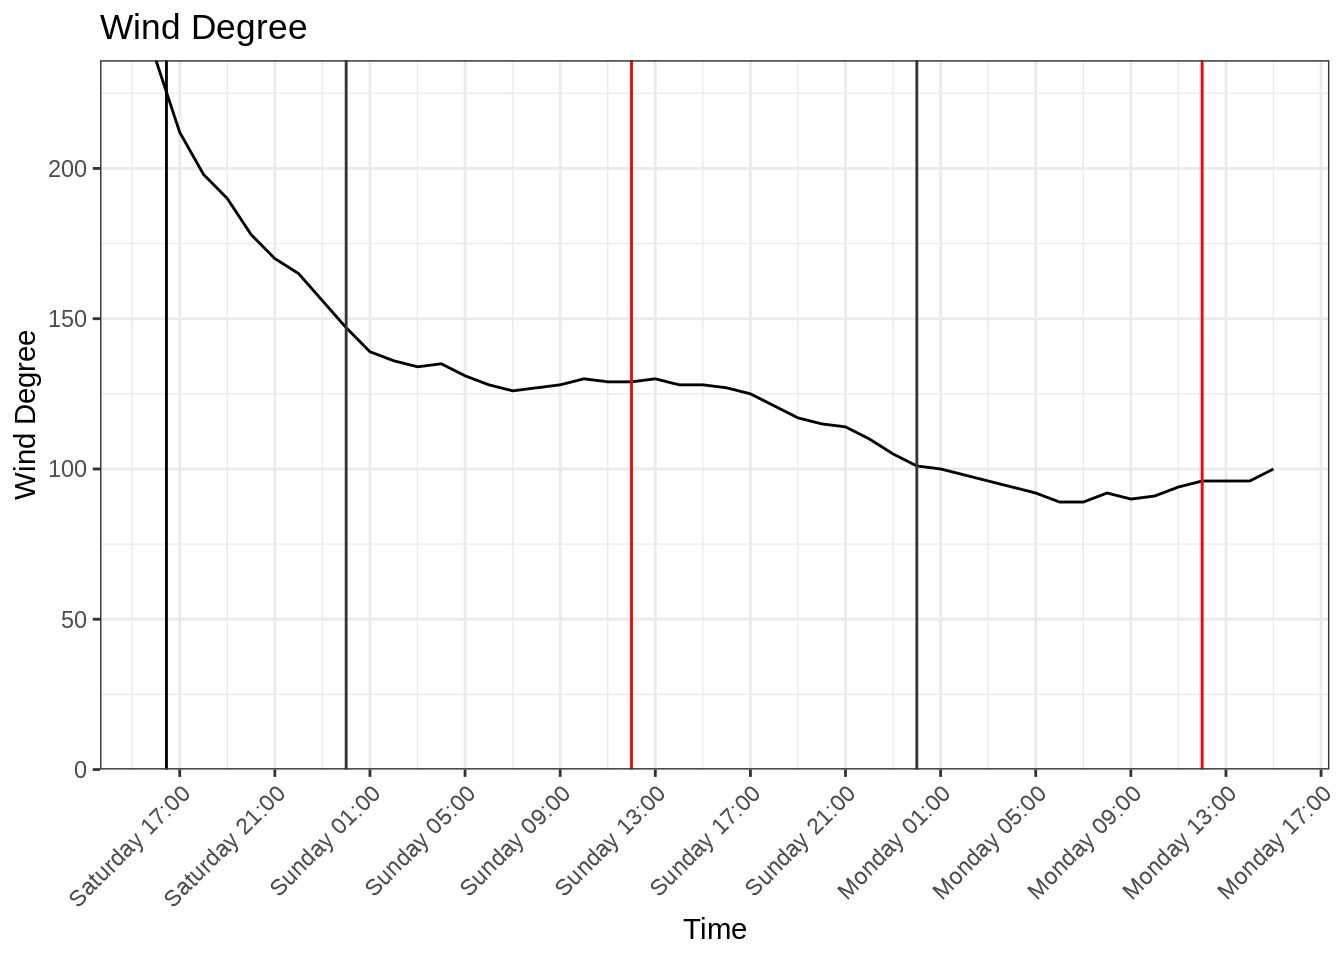 Wind Degree
Wind Degree
200
150
100
50
0
Saturday 17:00
Saturday 21:00
Sunday 01:00
Sunday 05:00
Sunday 09:00
Sunday 13:00
Sunday 17:00
Sunday 21:00
Monday 01:00
Monday 05:00
Monday 09:00
Monday 13:00
Monday 17:00
Time